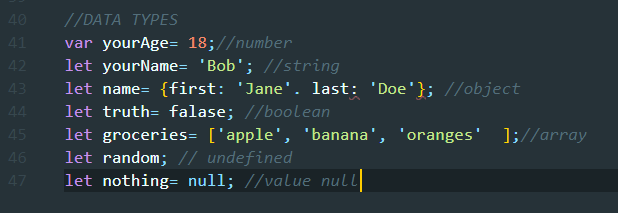 40 //DATA TYPES
41 var yourAge= 18;//number
42 let yourName= 'Bob'; //string
43 let name= {first: 'Jane'. last: 'Doe'}; //object
44 let truth= falase; //boolean
45 let groceries= ['apple', 'banana', 'oranges'  ];//array
46 let random; // undefined
47 let nothing= null; //value null